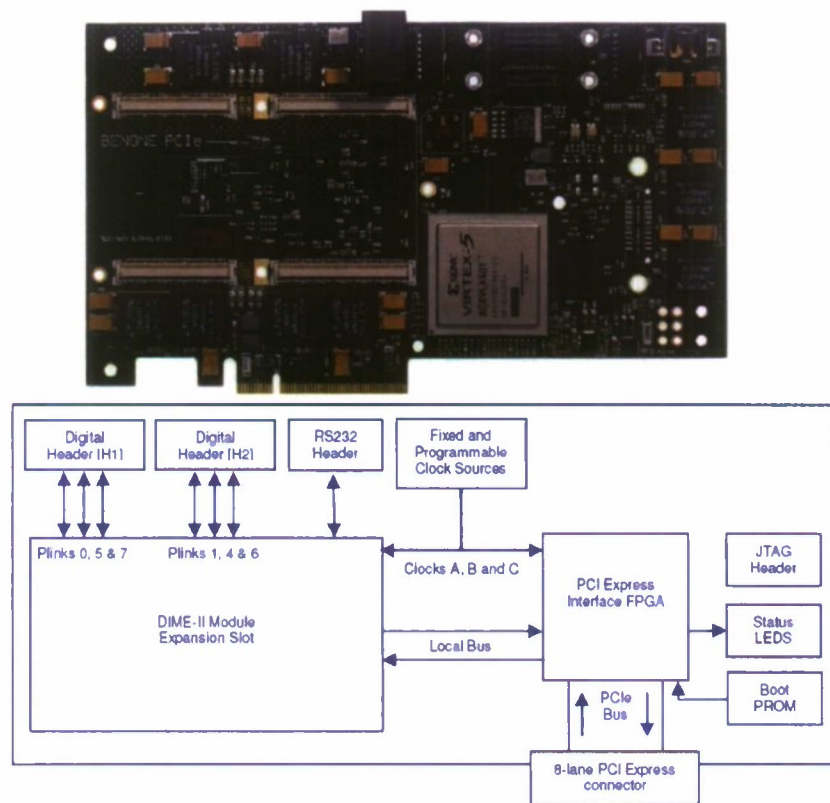 BENONE PCIe
XILINX
VIRTEX-5
Digital
Header [H1]
Digital
Header [H2]
RS232
Header
Fixed and
Programmable
Clock Sources
Plinks 0, 5 & 7
Plinks 1, 4 & 6
Clocks A, B and C
DIME-II Module
Expansion Slot
Local Bus
PCI Express
Interface FPGA
JTAG
Header
Status
LEDS
Boot
PROM
PCIe
Bus
8-lane PCI Express
connector